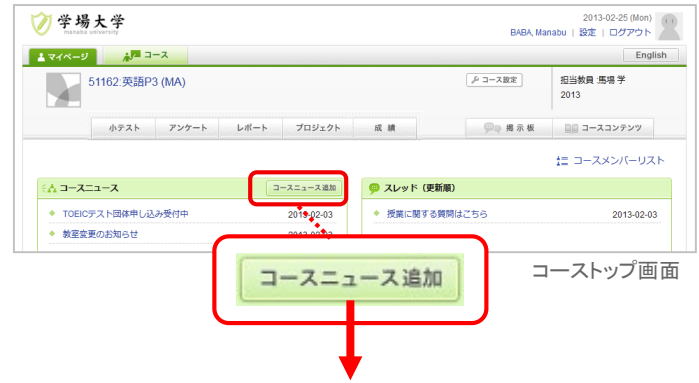 学場大学
manaba university
2013-02-25 (Mon)
BABA, Manabu | 設定 | ログアウト
マイページ
コース
English
51162:英語P3 (MA)
コース設定
担当教員 :馬場 学
2013
小テスト アンケート レポート プロジェクト 成 績 掲 示 板 コースコンテンツ
コースメンバーリスト
コースニュース
コースニュース追加
スレッド (更新順)
TOEICテスト団体申し込み受付中 2013-02-03
授業に関する質問はこちら 2013-02-03
教室変更のお知らせ 2013-02-03
コースニュース追加
コーストップ画面